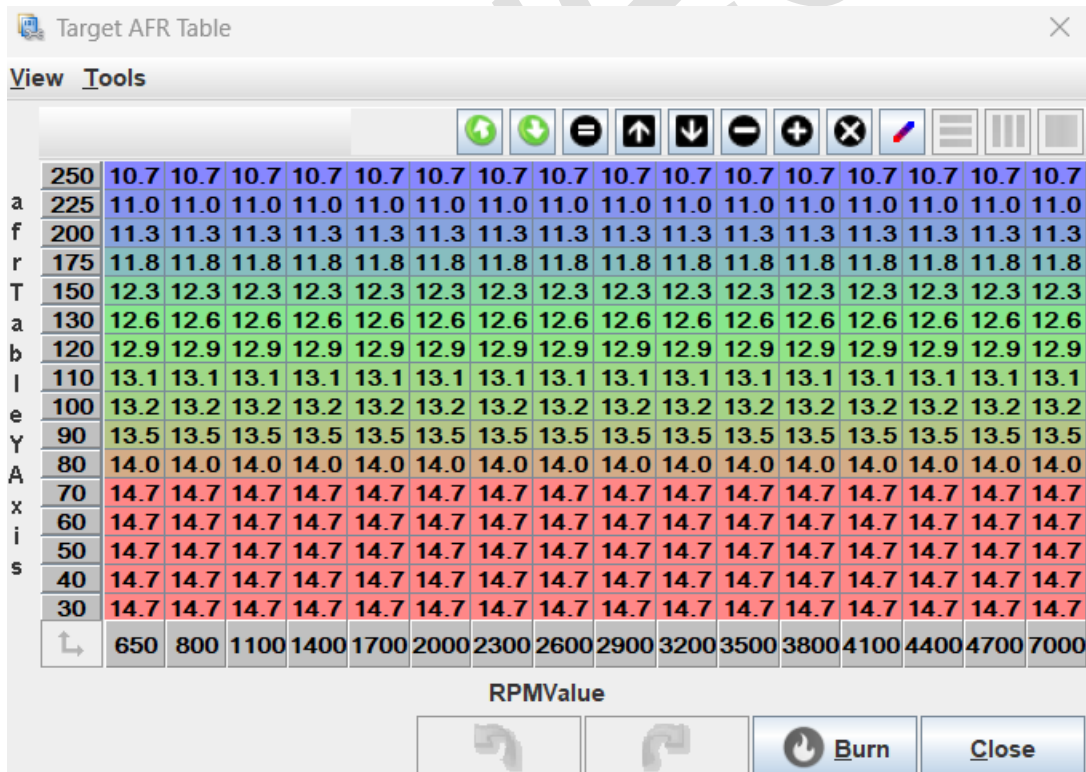 Target AFR Table
View Tools
afrTableYAxis
250 10.7 10.7 10.7 10.7 10.7 10.7 10.7 10.7 10.7 10.7 10.7 10.7 10.7 10.7 10.7 10.7
225 11.0 11.0 11.0 11.0 11.0 11.0 11.0 11.0 11.0 11.0 11.0 11.0 11.0 11.0 11.0 11.0
200 11.3 11.3 11.3 11.3 11.3 11.3 11.3 11.3 11.3 11.3 11.3 11.3 11.3 11.3 11.3 11.3
175 11.8 11.8 11.8 11.8 11.8 11.8 11.8 11.8 11.8 11.8 11.8 11.8 11.8 11.8 11.8 11.8
150 12.3 12.3 12.3 12.3 12.3 12.3 12.3 12.3 12.3 12.3 12.3 12.3 12.3 12.3 12.3 12.3
130 12.6 12.6 12.6 12.6 12.6 12.6 12.6 12.6 12.6 12.6 12.6 12.6 12.6 12.6 12.6 12.6
120 12.9 12.9 12.9 12.9 12.9 12.9 12.9 12.9 12.9 12.9 12.9 12.9 12.9 12.9 12.9 12.9
110 13.1 13.1 13.1 13.1 13.1 13.1 13.1 13.1 13.1 13.1 13.1 13.1 13.1 13.1 13.1 13.1
100 13.2 13.2 13.2 13.2 13.2 13.2 13.2 13.2 13.2 13.2 13.2 13.2 13.2 13.2 13.2 13.2
90 13.5 13.5 13.5 13.5 13.5 13.5 13.5 13.5 13.5 13.5 13.5 13.5 13.5 13.5 13.5 13.5
80 14.0 14.0 14.0 14.0 14.0 14.0 14.0 14.0 14.0 14.0 14.0 14.0 14.0 14.0 14.0 14.0
70 14.7 14.7 14.7 14.7 14.7 14.7 14.7 14.7 14.7 14.7 14.7 14.7 14.7 14.7 14.7 14.7
60 14.7 14.7 14.7 14.7 14.7 14.7 14.7 14.7 14.7 14.7 14.7 14.7 14.7 14.7 14.7 14.7
50 14.7 14.7 14.7 14.7 14.7 14.7 14.7 14.7 14.7 14.7 14.7 14.7 14.7 14.7 14.7 14.7
40 14.7 14.7 14.7 14.7 14.7 14.7 14.7 14.7 14.7 14.7 14.7 14.7 14.7 14.7 14.7 14.7
30 14.7 14.7 14.7 14.7 14.7 14.7 14.7 14.7 14.7 14.7 14.7 14.7 14.7 14.7 14.7 14.7
650 800 1100 1400 1700 2000 2300 2600 2900 3200 3500 3800 4100 4400 4700 7000
RPMValue
Burn Close